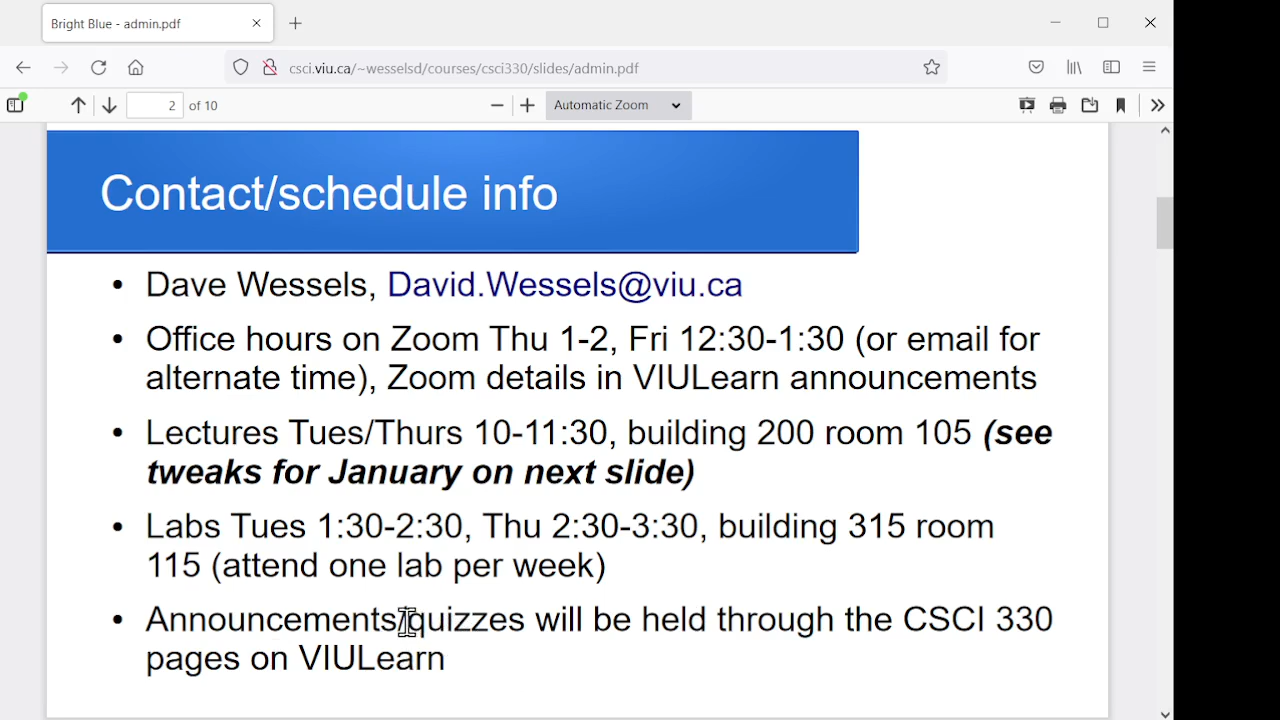 Bright Blue - admin.pdf
csci.viu.ca/~wesselsd/courses/csci330/slides/admin.pdf
2 of 10
Automatic Zoom
Contact/schedule info
• Dave Wessels, David.Wessels@viu.ca
• Office hours on Zoom Thu 1-2, Fri 12:30-1:30 (or email for
alternate time), Zoom details in VIULearn announcements
• Lectures Tues/Thurs 10-11:30, building 200 room 105 (see
tweaks for January on next slide)
• Labs Tues 1:30-2:30, Thu 2:30-3:30, building 315 room
115 (attend one lab per week)
• Announcements/quizzes will be held through the CSCI 330
pages on VIULearn